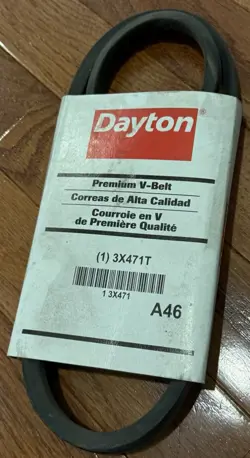 Dayton
Premium V-Belt
Correas de Alta Calidad
Courroie en V
de Première Qualité
(1) 3X471T
1 3X471
A46